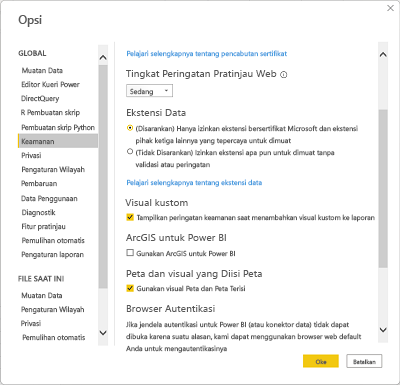 Opsi
GLOBAL
Muatan Data
Editor Kueri Power
DirectQuery
R Pembuatan skrip
Pembuatan skrip Python
Keamanan
Privasi
Pengaturan Wilayah
Pembaruan
Data Penggunaan
Diagnostik
Fitur pratinjau
Pemulihan otomatis
Pengaturan laporan
FILE SAAT INI
Muatan Data
Pengaturan Wilayah
Privasi
Pemulihan otomatis
Pelajari selengkapnya tentang pencabutan sertifikat
Tingkat Peringatan Pratinjau Web
Sedang
Ekstensi Data
(Disarankan) Hanya izinkan ekstensi bersertifikat Microsoft dan ekstensi
pihak ketiga lainnya yang tepercaya untuk dimuat
(Tidak Disarankan) Izinkan ekstensi apa pun untuk dimuat tanpa
validasi atau peringatan
Pelajari selengkapnya tentang ekstensi data
Visual kustom
Tampilkan peringatan keamanan saat menambahkan visual kustom ke laporan
ArcGIS untuk Power BI
Gunakan ArcGIS untuk Power BI
Peta dan visual yang Diisi Peta
Gunakan visual Peta dan Peta Terisi
Browser Autentikasi
Jika jendela autentikasi untuk Power BI (atau konektor data) tidak dapat
dibuka karena suatu alasan, kami dapat menggunakan browser web default
Anda untuk mengautentikasinya
Oke
Batalkan